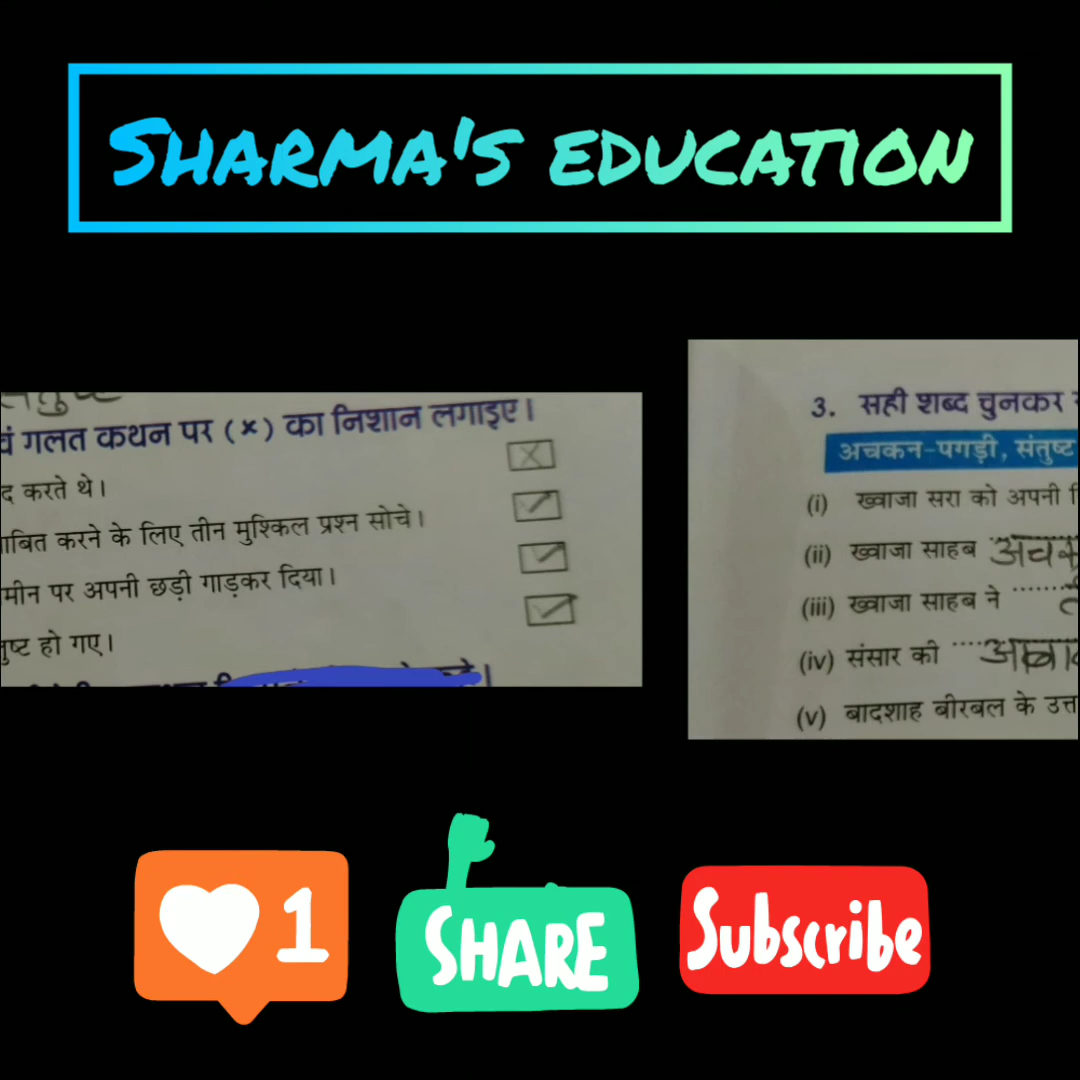 SHARMA'S EDUCATION
गलत कथन पर (×) का निशान लगाइए।
करते थे।
करने के लिए तीन मुश्किल प्रश्न सोचे।
पर अपनी छड़ी गाड़कर दिया।
हो गए।
3. सही शब्द चुनकर
अचकन-पगड़ी, संतुष्ट
(i) ख्वाजा सरा को अपनी
(ii) ख्वाजा साहब
(iii) ख्वाजा साहब ने
(iv) संसार की
(v) बादशाह बीरबल के
1
SHARE
Subscribe